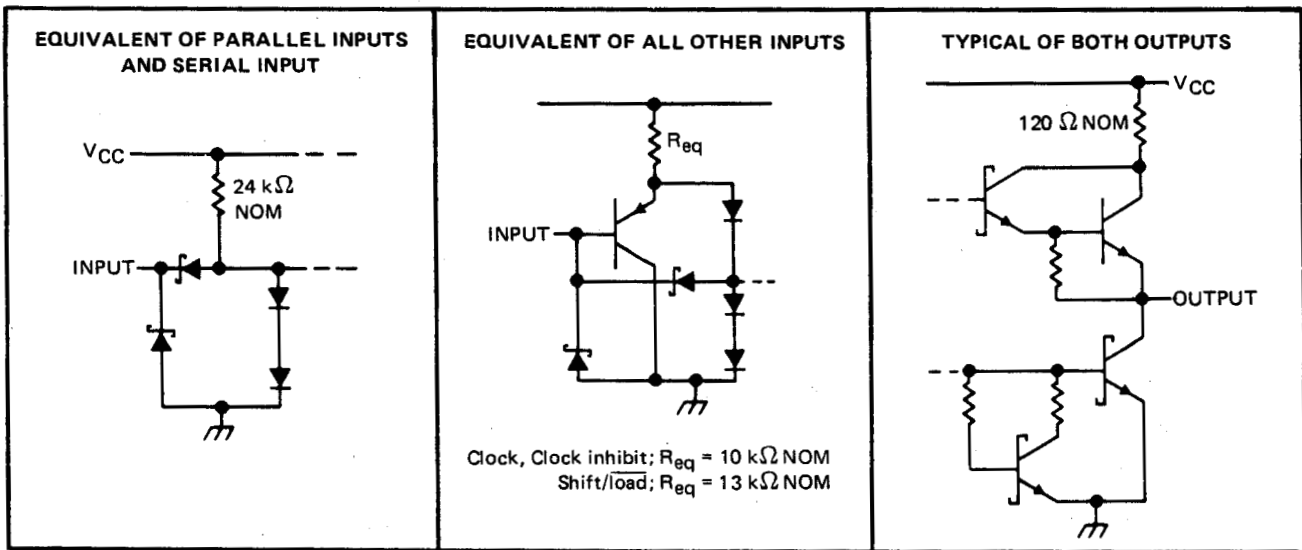 EQUIVALENT OF PARALLEL INPUTS
AND SERIAL INPUT
VCC
24 kΩ
NOM
INPUT
EQUIVALENT OF ALL OTHER INPUTS
Req
INPUT
Clock, Clock inhibit; Req = 10 kΩ NOM
Shift/l̅o̅a̅d̅; Req = 13 kΩ NOM
TYPICAL OF BOTH OUTPUTS
VCC
120 Ω NOM
OUTPUT